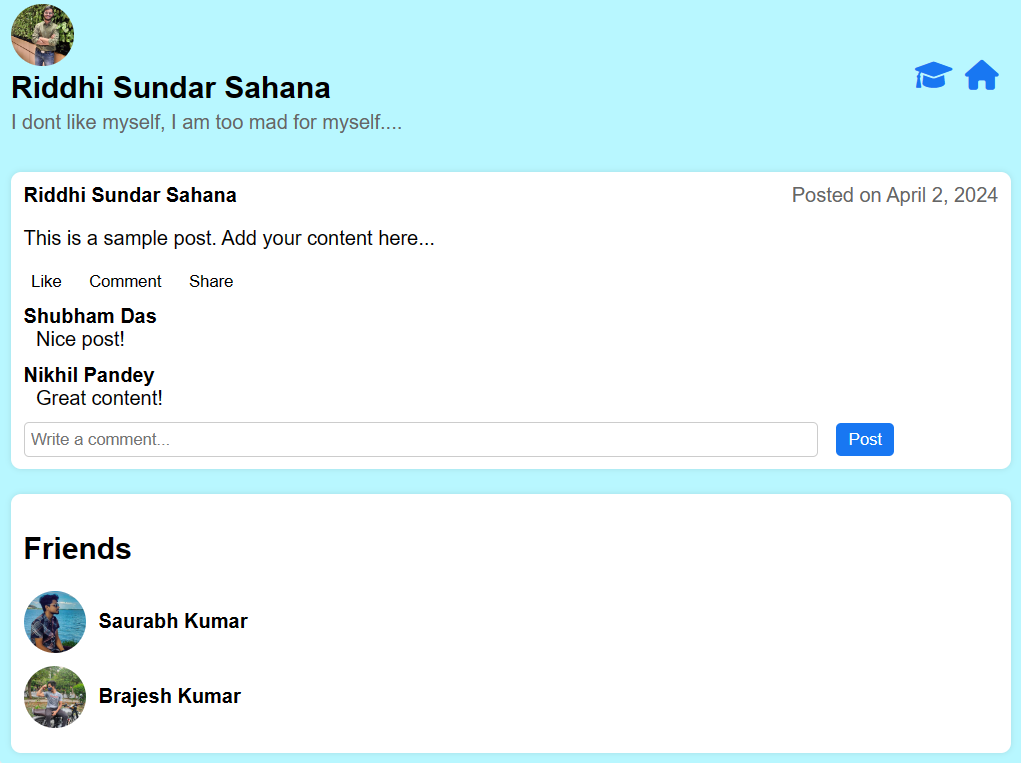 Riddhi Sundar Sahana
I dont like myself, I am too mad for myself....
Riddhi Sundar Sahana Posted on April 2, 2024
This is a sample post. Add your content here...
Like Comment Share
Shubham Das
Nice post!
Nikhil Pandey
Great content!
Write a comment... Post
Friends
Saurabh Kumar
Brajesh Kumar